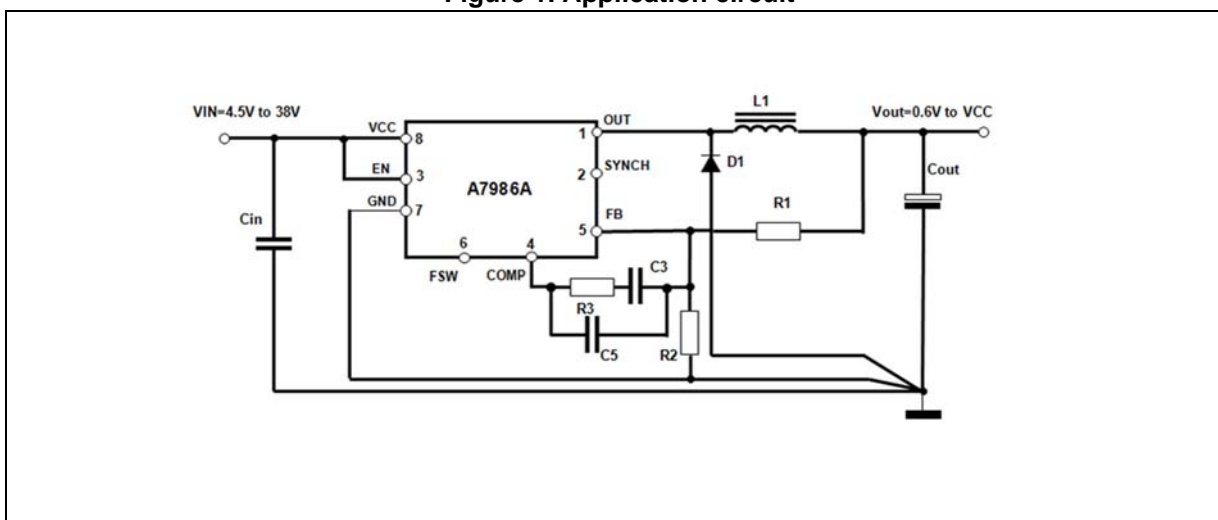 Figure 1. Application circuit
VIN=4.5V to 38V
VCC
8
EN
3
GND
7
Cin
A7986A
6
FSW
4
COMP
1
OUT
2
SYNCH
5
FB
L1
D1
Vout=0.6V to VCC
Cout
R1
C3
R3
C5
R2